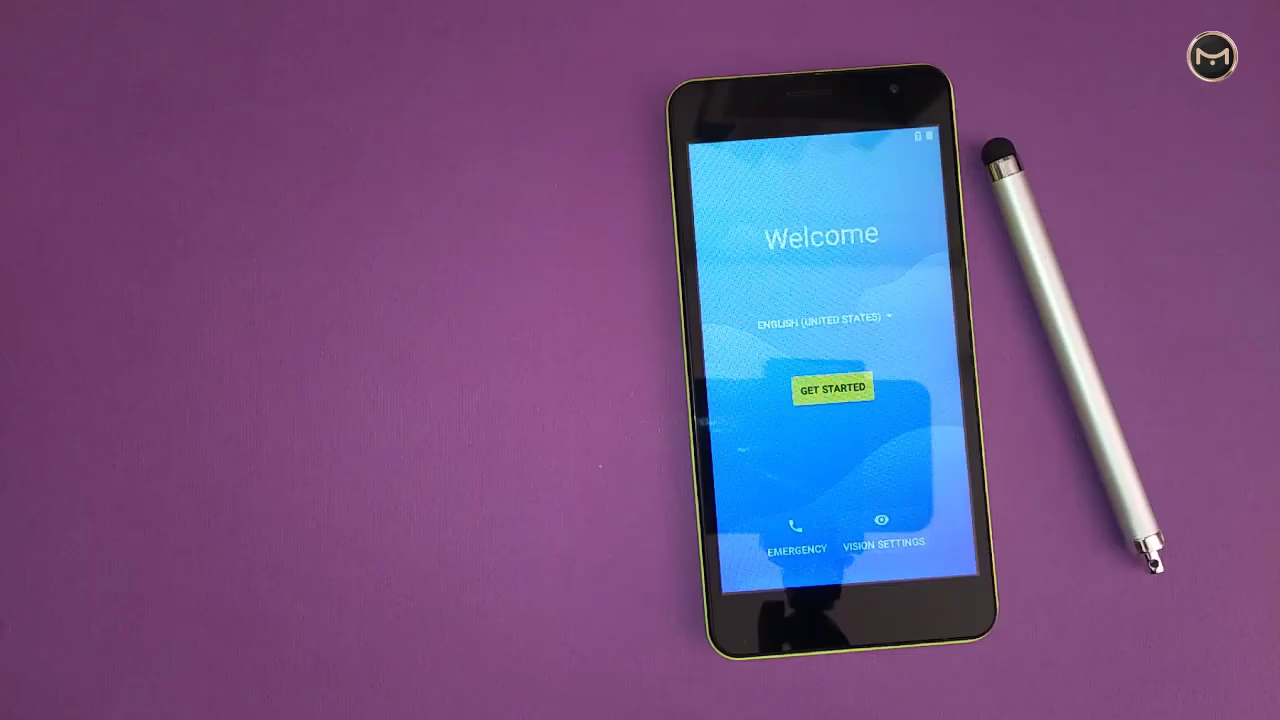 Welcome
ENGLISH (UNITED STATES)
GET STARTED
EMERGENCY
VISION SETTINGS